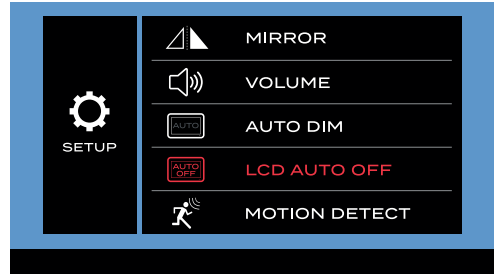 SETUP
MIRROR
VOLUME
AUTO
AUTO DIM
AUTO
OFF
LCD AUTO OFF
MOTION DETECT